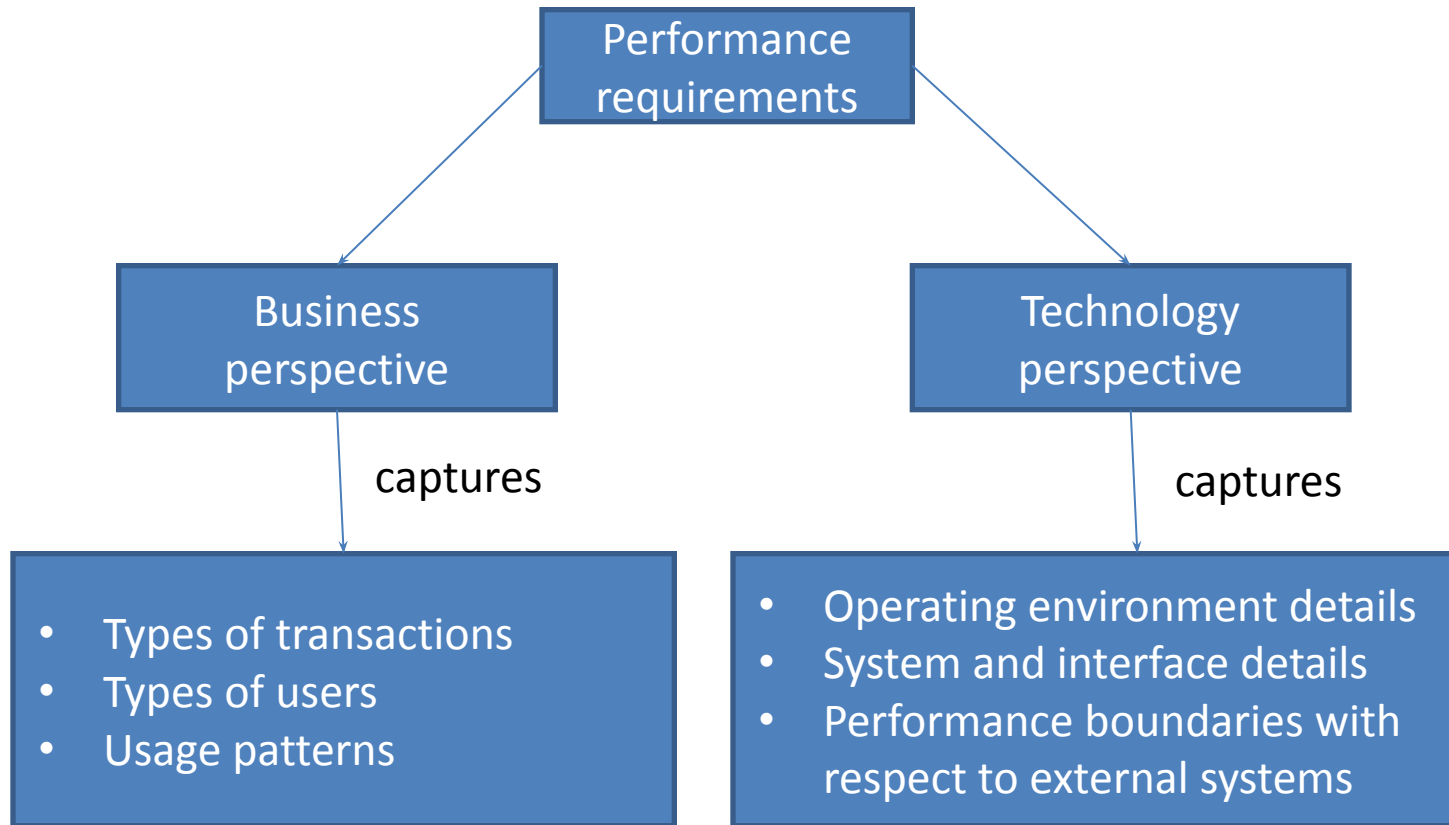 Performance
requirements
Business
perspective
Technology
perspective
captures
captures
• Types of transactions
• Types of users
• Usage patterns
• Operating environment details
• System and interface details
• Performance boundaries with
respect to external systems